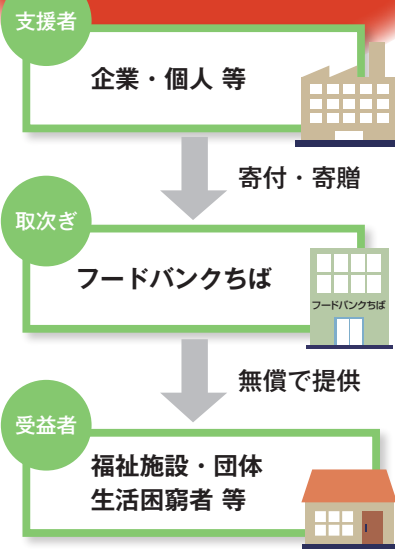 支援者
企業・個人 等
寄付・寄贈
取次ぎ
フードバンクちば
フードバンクちば
無償で提供
受益者
福祉施設・団体
生活困窮者 等